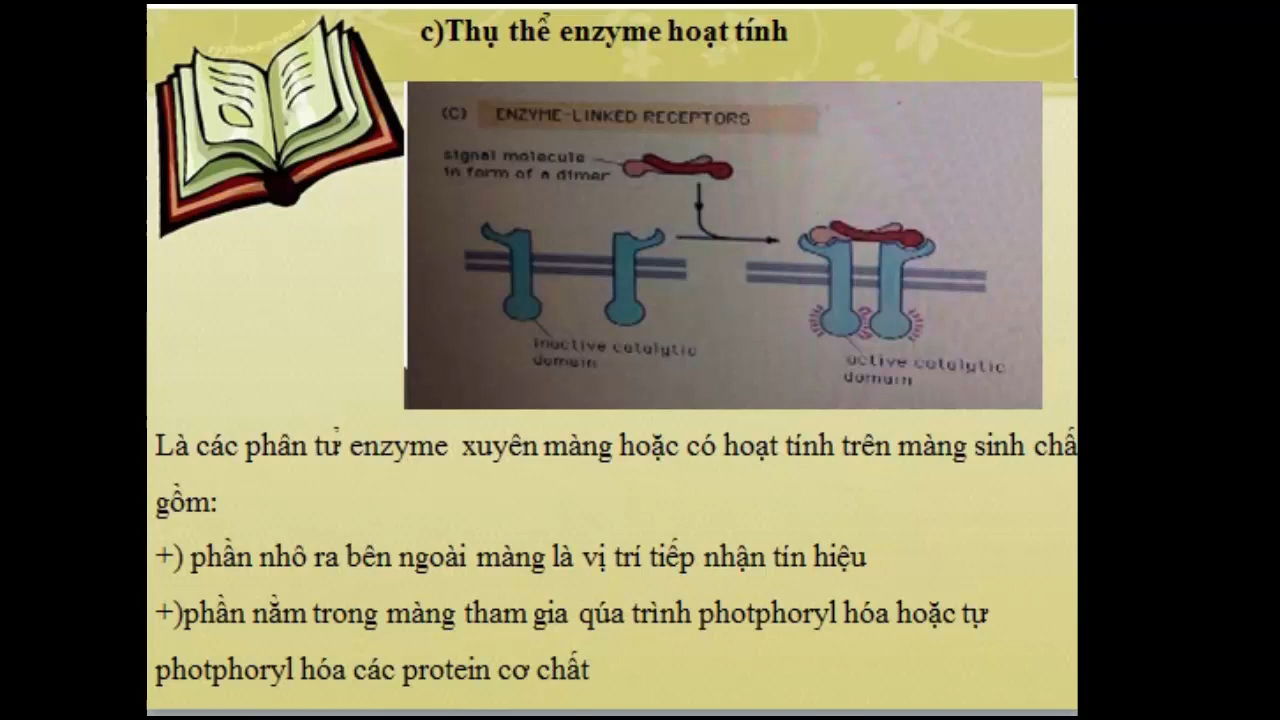 c)Thụ thể enzyme hoạt tính
(C) ENZYME-LINKED RECEPTORS
signal molecule
in form of a dimer
inactive catalytic
domain
active catalytic
domain
Là các phân tử enzyme xuyên màng hoặc có hoạt tính trên màng sinh chấ
gồm:
+) phần nhô ra bên ngoài màng là vị trí tiếp nhận tín hiệu
+)phần nằm trong màng tham gia qúa trình photphoryl hóa hoặc tự
photphoryl hóa các protein cơ chất